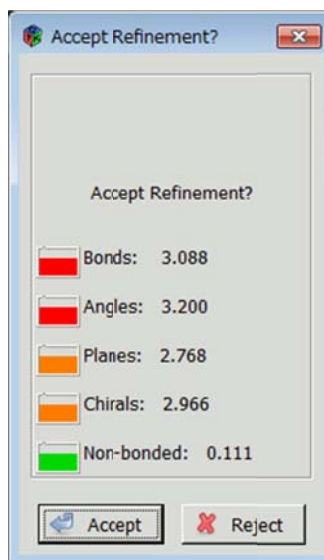 Accept Refinement?
Accept Refinement?
Bonds: 3.088
Angles: 3.200
Planes: 2.768
Chirals: 2.966
Non-bonded: 0.111
Accept Reject